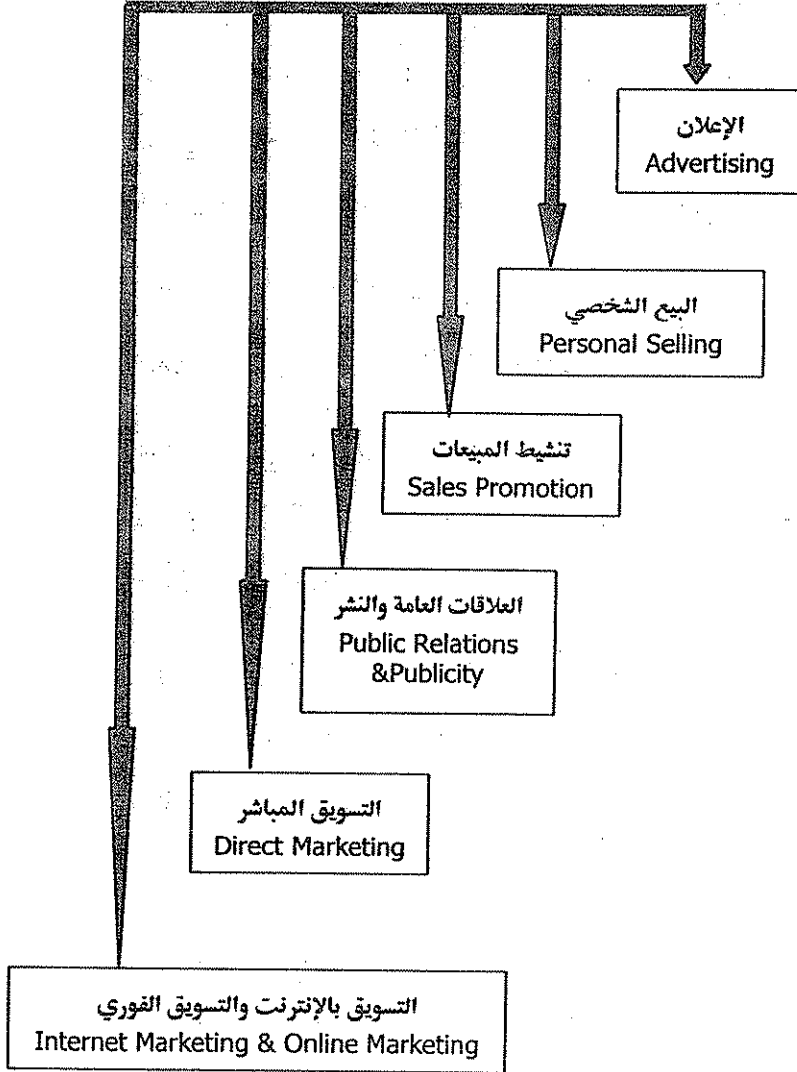 الإعلان
Advertising
البيع الشخصي
Personal Selling
تنشيط المبيعات
Sales Promotion
العلاقات العامة والنشر
Public Relations
&Publicity
التسويق المباشر
Direct Marketing
التسويق بالإنترنت والتسويق الفوري
Internet Marketing & Online Marketing